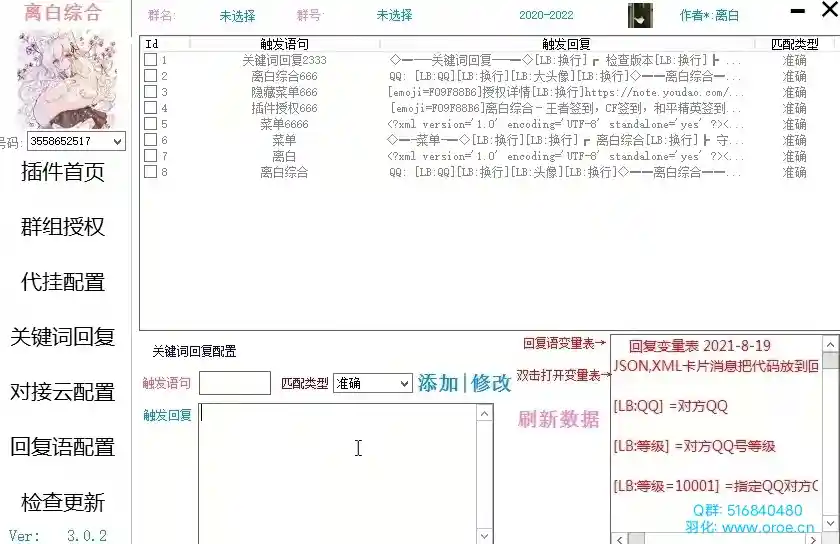 离白综合
群名:
未选择
群号:
未选择
2020-2022
作者*:离白
Id 触发语句 触发回复 匹配类型
1 关键词回复2333 ◇━━━关键词回复━━━◇[LB:换行]┏ 检查版本[LB:换行]┣ ... 准确
2 离白综合666 QQ: [LB:QQ][LB:换行][LB:大头像][LB:换行]◇━━━离白综合━... 准确
3 隐藏菜单666 [emoji=F09F88B6]授权详情[LB:换行]https://note.youdao.com/... 准确
4 插件授权666 [emoji=F09F88B6]离白综合－王者签到，CF签到，和平精英签到... 准确
5 菜单6666 <?xml version='1.0' encoding='UTF-8' standalone='yes' ?><... 准确
6 菜单 ◇━━菜单━━◇[LB:换行][LB:换行]┏ 离白综合[LB:换行]┣ 守... 准确
7 离白 <?xml version='1.0' encoding='UTF-8' standalone='yes' ?><... 准确
8 离白综合 QQ: [LB:QQ][LB:换行][LB:头像][LB:换行]◇━━━离白综合━━... 准确
号码:
3558652517
插件首页
群组授权
代挂配置
关键词回复
对接云配置
回复语配置
检查更新
Ver: 3.0.2
关键词回复配置
触发语句
匹配类型
准确
添加|修改
触发回复
回复语变量表→
双击打开变量表→
刷新数据
回复变量表 2021-8-19
JSON,XML卡片消息把代码放到回
[LB:QQ] =对方QQ
[LB:等级] =对方QQ号等级
[LB:等级=10001] =指定QQ对方Q
Q群: 516840480
羽化: www.oroe.cn